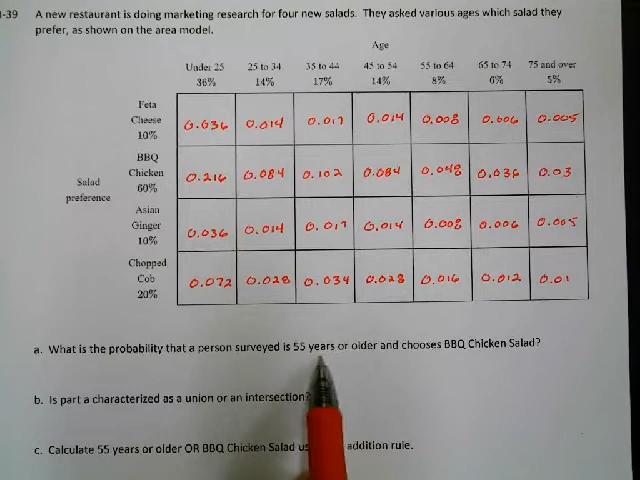 -39 A new restaurant is doing marketing research for four new salads. They asked various ages which salad they
prefer, as shown on the area model.
Age
Under 25 25 to 34 35 to 44 45 to 54 55 to 64 65 to 74 75 and over
36% 14% 17% 14% 8% 6% 5%
Feta
Cheese 0.036 0.014 0.017 0.014 0.008 0.006 0.005
10%
BBQ
Chicken 0.216 0.084 0.102 0.084 0.048 0.036 0.03
60%
Salad
preference
Asian
Ginger 0.036 0.014 0.017 0.014 0.008 0.006 0.005
10%
Chopped
Cob 0.072 0.028 0.034 0.028 0.016 0.012 0.01
20%
a. What is the probability that a person surveyed is 55 years or older and chooses BBQ Chicken Salad?
b. Is part a characterized as a union or an intersection?
c. Calculate 55 years or older OR BBQ Chicken Salad addition rule.